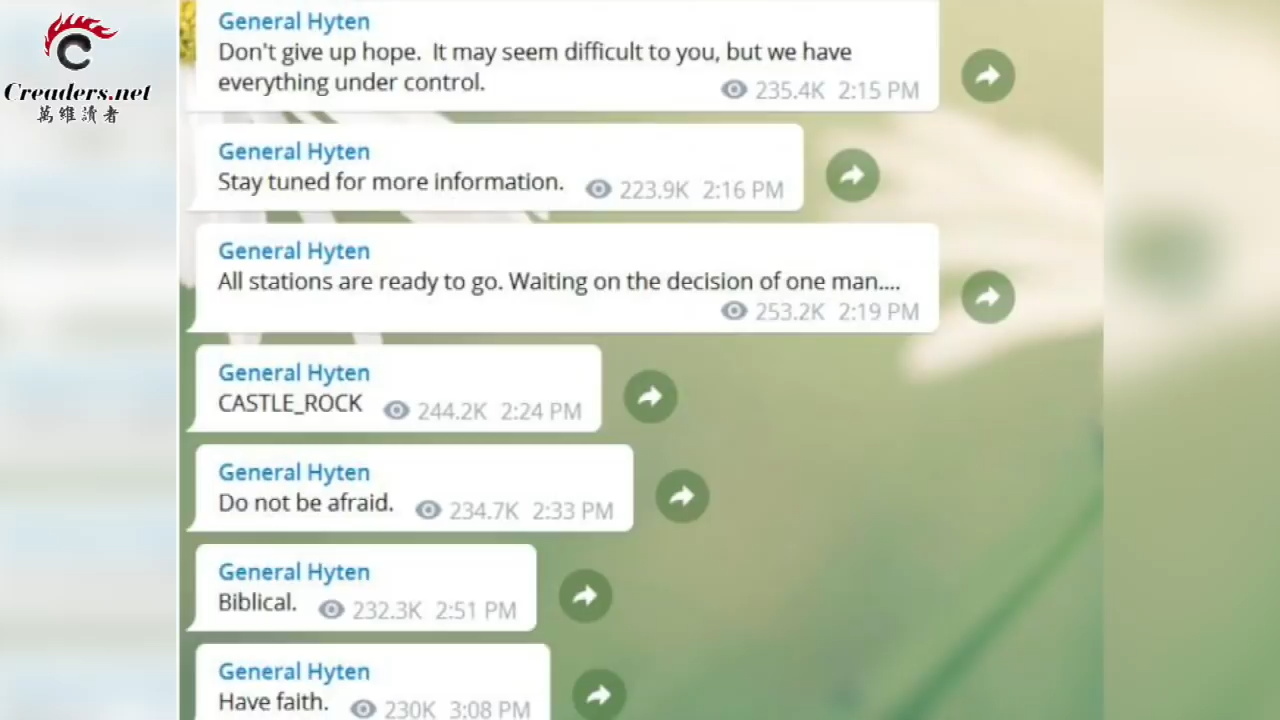 Creaders.net
萬維讀者
General Hyten
Don't give up hope. It may seem difficult to you, but we have
everything under control.
235.4K 2:15 PM
General Hyten
Stay tuned for more information. 223.9K 2:16 PM
General Hyten
All stations are ready to go. Waiting on the decision of one man....
253.2K 2:19 PM
General Hyten
CASTLE_ROCK 244.2K 2:24 PM
General Hyten
Do not be afraid. 234.7K 2:33 PM
General Hyten
Biblical. 232.3K 2:51 PM
General Hyten
Have faith. 230K 3:08 PM